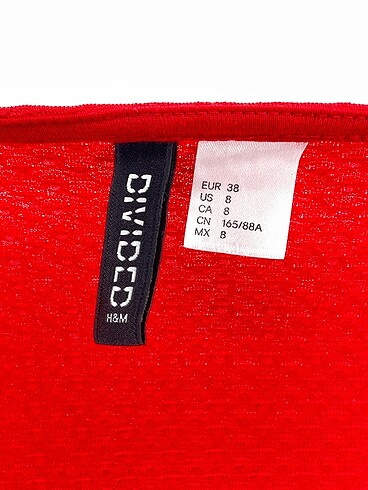 DIVIDED
H&M
EUR 38
US 8
CA 8
CN 165/88A
MX 8